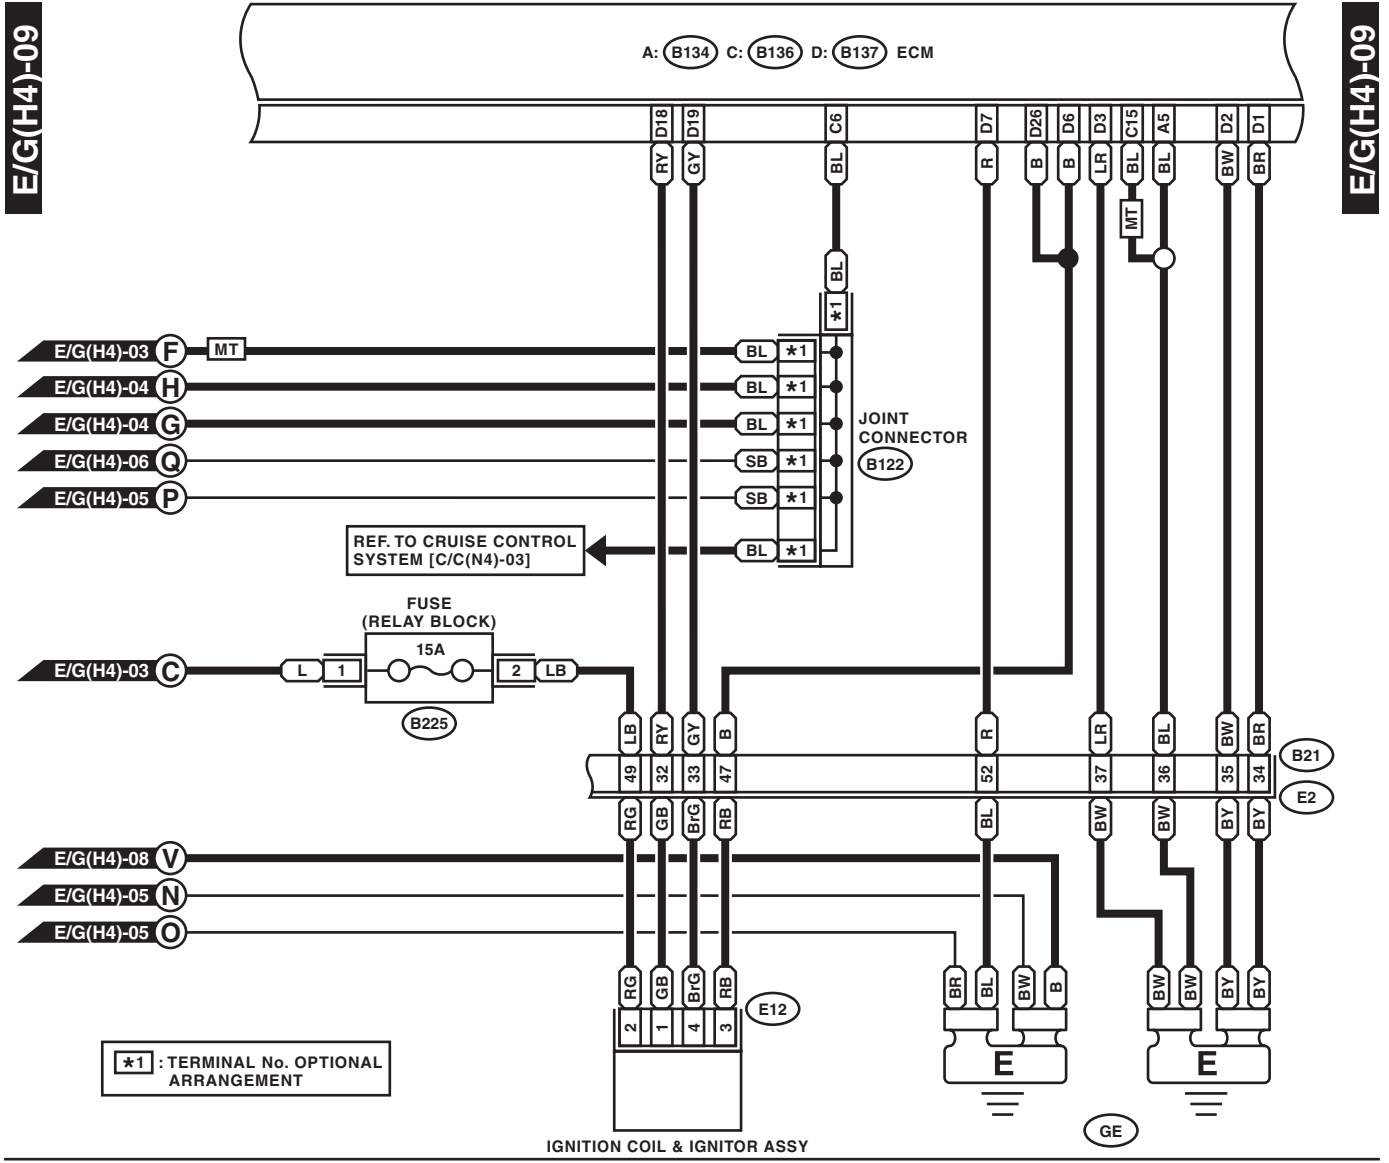 E/G(H4)-09
E/G(H4)-09
A: B134 C: B136 D: B137 ECM
D18 D19 C6 D7 D26 D6 D3 C15 A5 D2 D1
RY GY BL R B B LR BL BL BW BR
MT
BL
*1
E/G(H4)-03 F MT BL *1
E/G(H4)-04 H BL *1
E/G(H4)-04 G BL *1
E/G(H4)-06 Q SB *1
E/G(H4)-05 P SB *1
JOINT
CONNECTOR
B122
REF. TO CRUISE CONTROL
SYSTEM [C/C(N4)-03]
BL *1
FUSE
(RELAY BLOCK)
15A
E/G(H4)-03 C L 1 2 LB
B225
LB RY GY B R LR BL BW BR
B21
49 32 33 47 52 37 36 35 34
E2
RG GB BrG RB BL BW BW BY BY
E/G(H4)-08 V
E/G(H4)-05 N
E/G(H4)-05 O
RG GB BrG RB BR BL BW B BW BW BY BY
E12
2 1 4 3
E E
*1 : TERMINAL No. OPTIONAL
ARRANGEMENT
GE
IGNITION COIL & IGNITOR ASSY